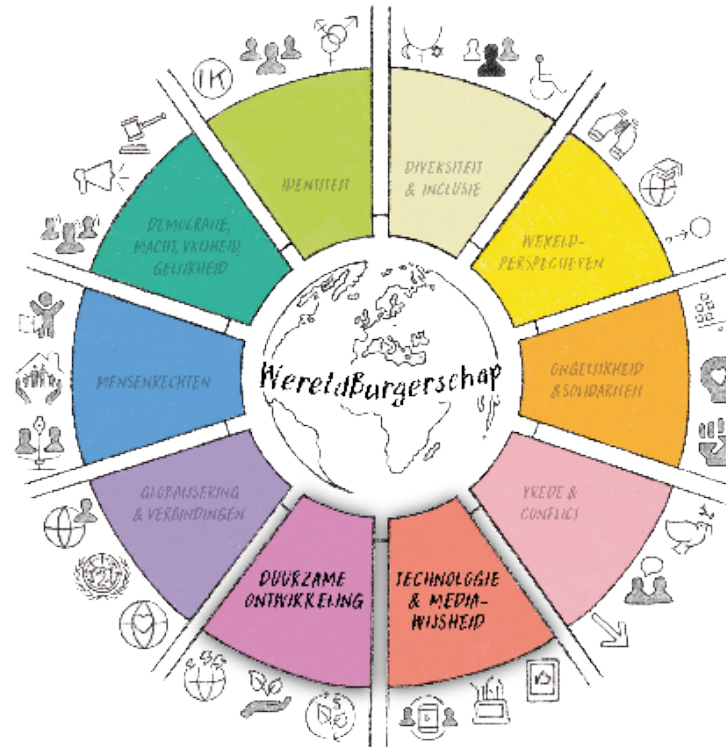 IK
IDENTITEIT
DIVERSITEIT
& INCLUSIE
WERELD-
PERSPECTIEVEN
ONGELIJKHEID
& SOLIDARITEIT
VREDE &
CONFLICT
TECHNOLOGIE
& MEDIA-
WIJSHEID
DUURZAME
ONTWIKKELING
GLOBALISERING
& VERBINDINGEN
MENSENRECHTEN
DEMOCRATIE,
MACHT, VRIJHEID,
GELIJKHEID
WereldBurgerschap